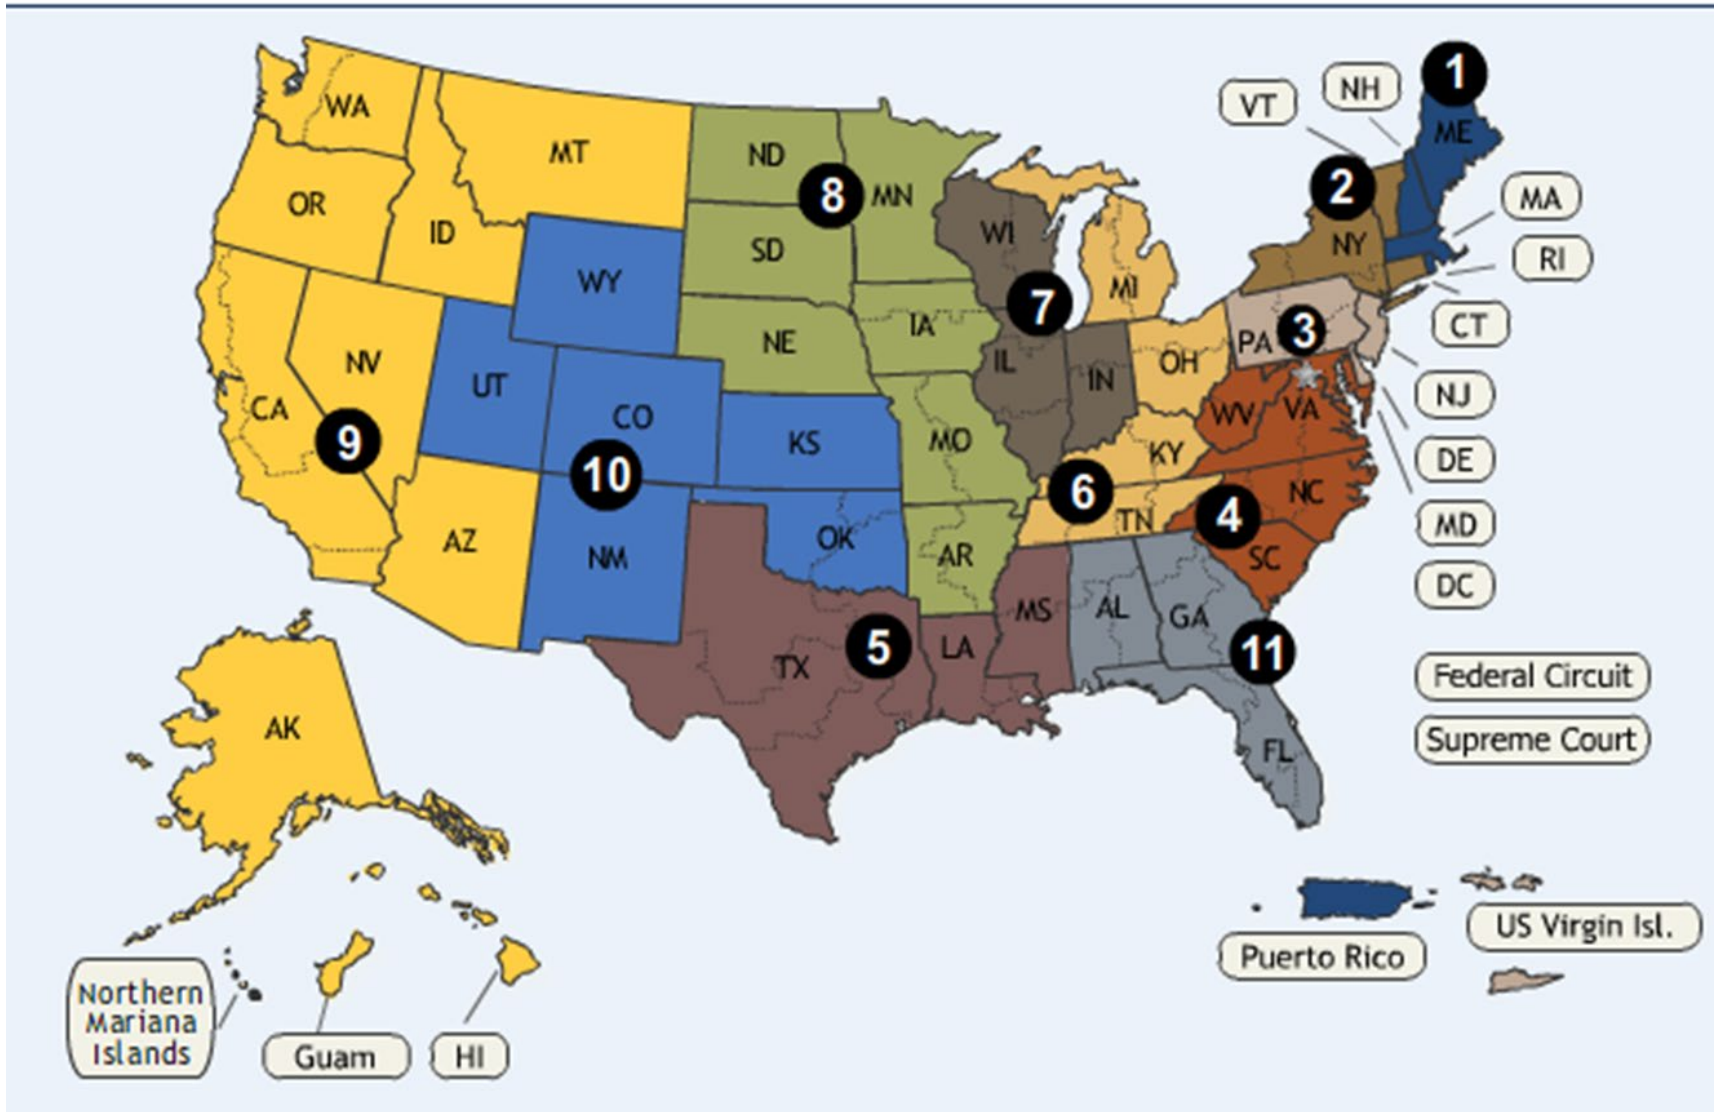 1
NH
VT
WA
ME
MT
ND
2
8
MN
MA
OR
ID
WI
NY
SD
RI
WY
MI
7
IA
3
CT
NE
PA
NV
IL
OH
UT
IN
NJ
CA
CO
WV
VA
9
KS
MO
KY
DE
10
6
NC
4
TN
MD
AZ
OK
NM
AR
SC
DC
MS
AL
GA
5
LA
11
TX
Federal Circuit
AK
Supreme Court
FL
US Virgin Isl.
Puerto Rico
Northern
Mariana
Islands
Guam
HI